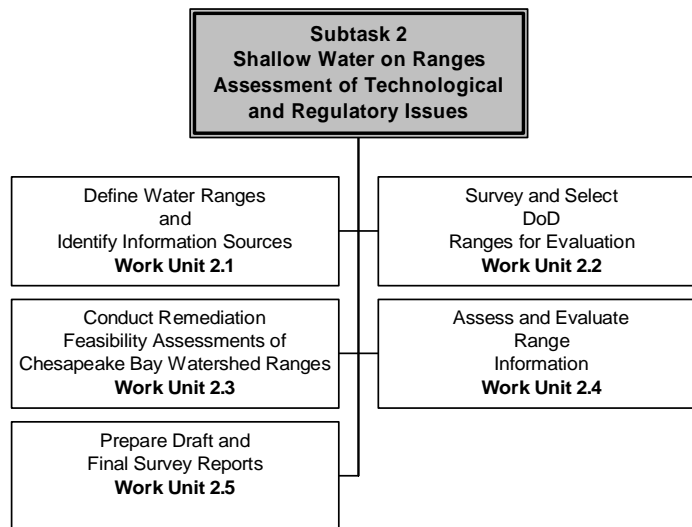 Subtask 2
Shallow Water on Ranges
Assessment of Technological
and Regulatory Issues
Define Water Ranges
and
Identify Information Sources
Work Unit 2.1
Survey and Select
DoD
Ranges for Evaluation
Work Unit 2.2
Conduct Remediation
Feasibility Assessments of
Chesapeake Bay Watershed Ranges
Work Unit 2.3
Assess and Evaluate
Range
Information
Work Unit 2.4
Prepare Draft and
Final Survey Reports
Work Unit 2.5